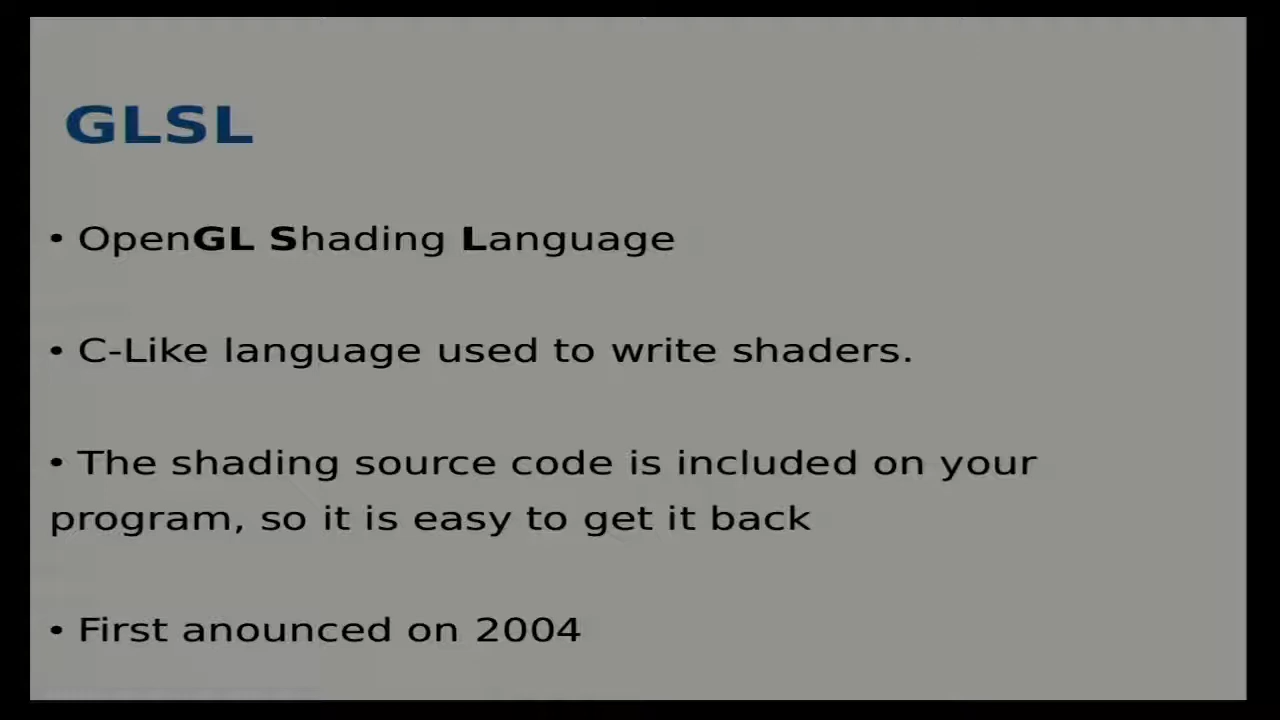 GLSL
• OpenGL Shading Language
• C-Like language used to write shaders.
• The shading source code is included on your
program, so it is easy to get it back
• First anounced on 2004